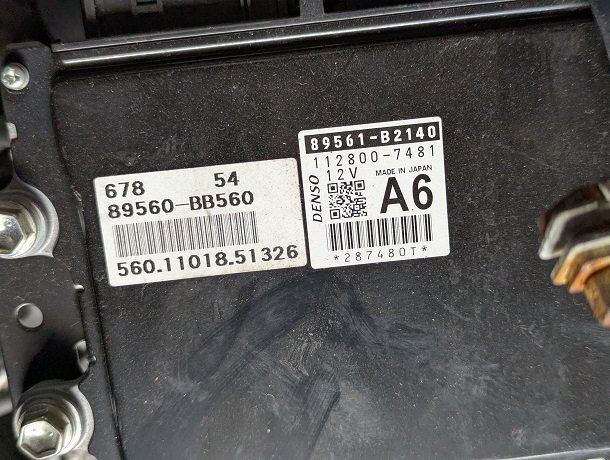 678 54
89560-BB560
560.11018.51326
89561-B2140
112800-7481
DENSO
12V
MADE IN JAPAN
A6
*287480T*